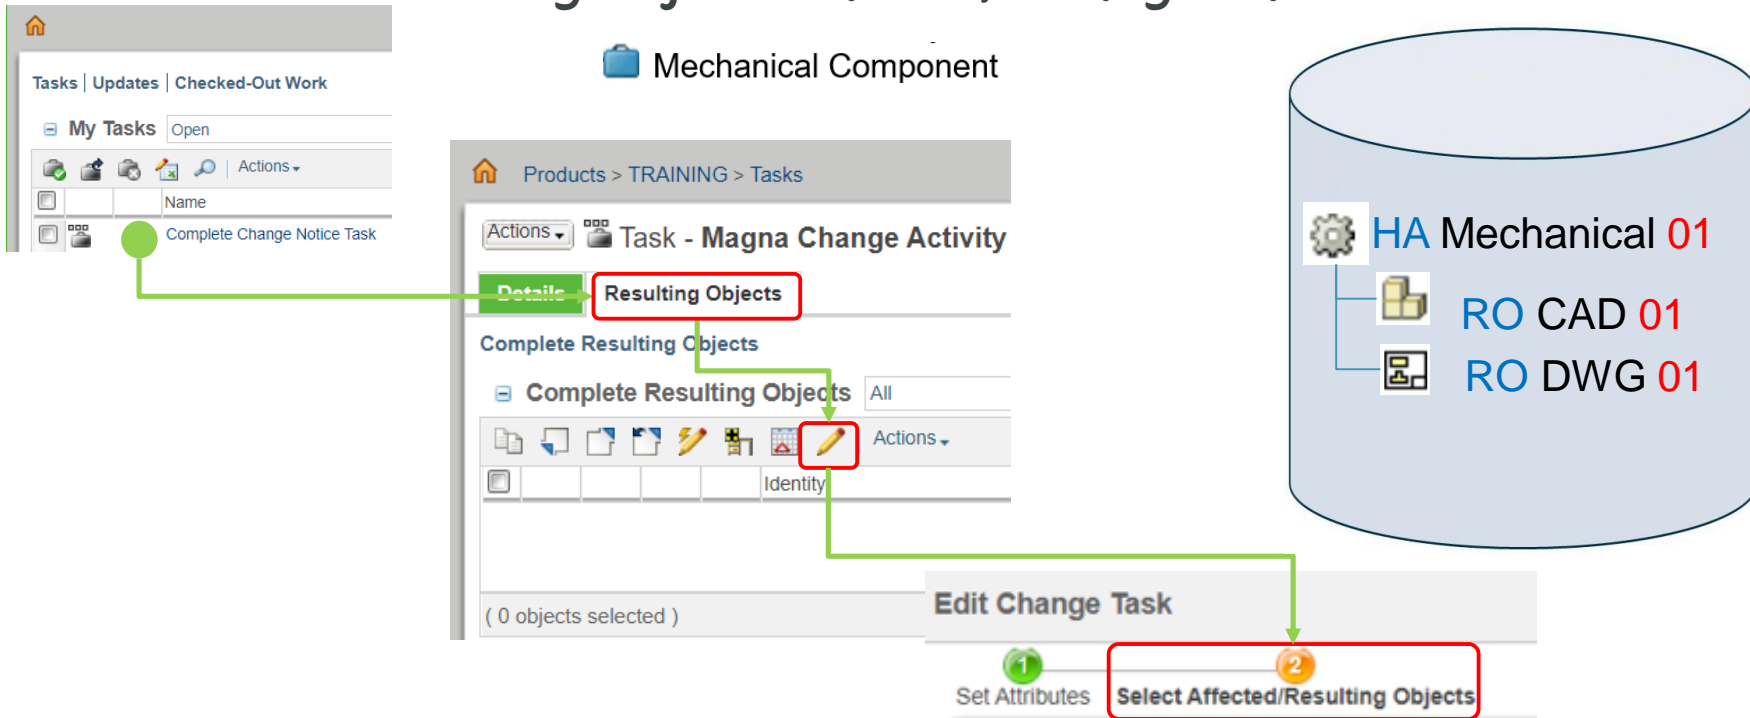 Mechanical Component
Tasks | Updates | Checked-Out Work
My Tasks Open
Actions
Name
Complete Change Notice Task
Products > TRAINING > Tasks
Actions Task - Magna Change Activity
Details Resulting Objects
Complete Resulting Objects
Complete Resulting Objects All
Actions
Identity
( 0 objects selected )
HA Mechanical 01
RO CAD 01
RO DWG 01
Edit Change Task
1 2
Set Attributes Select Affected/Resulting Objects